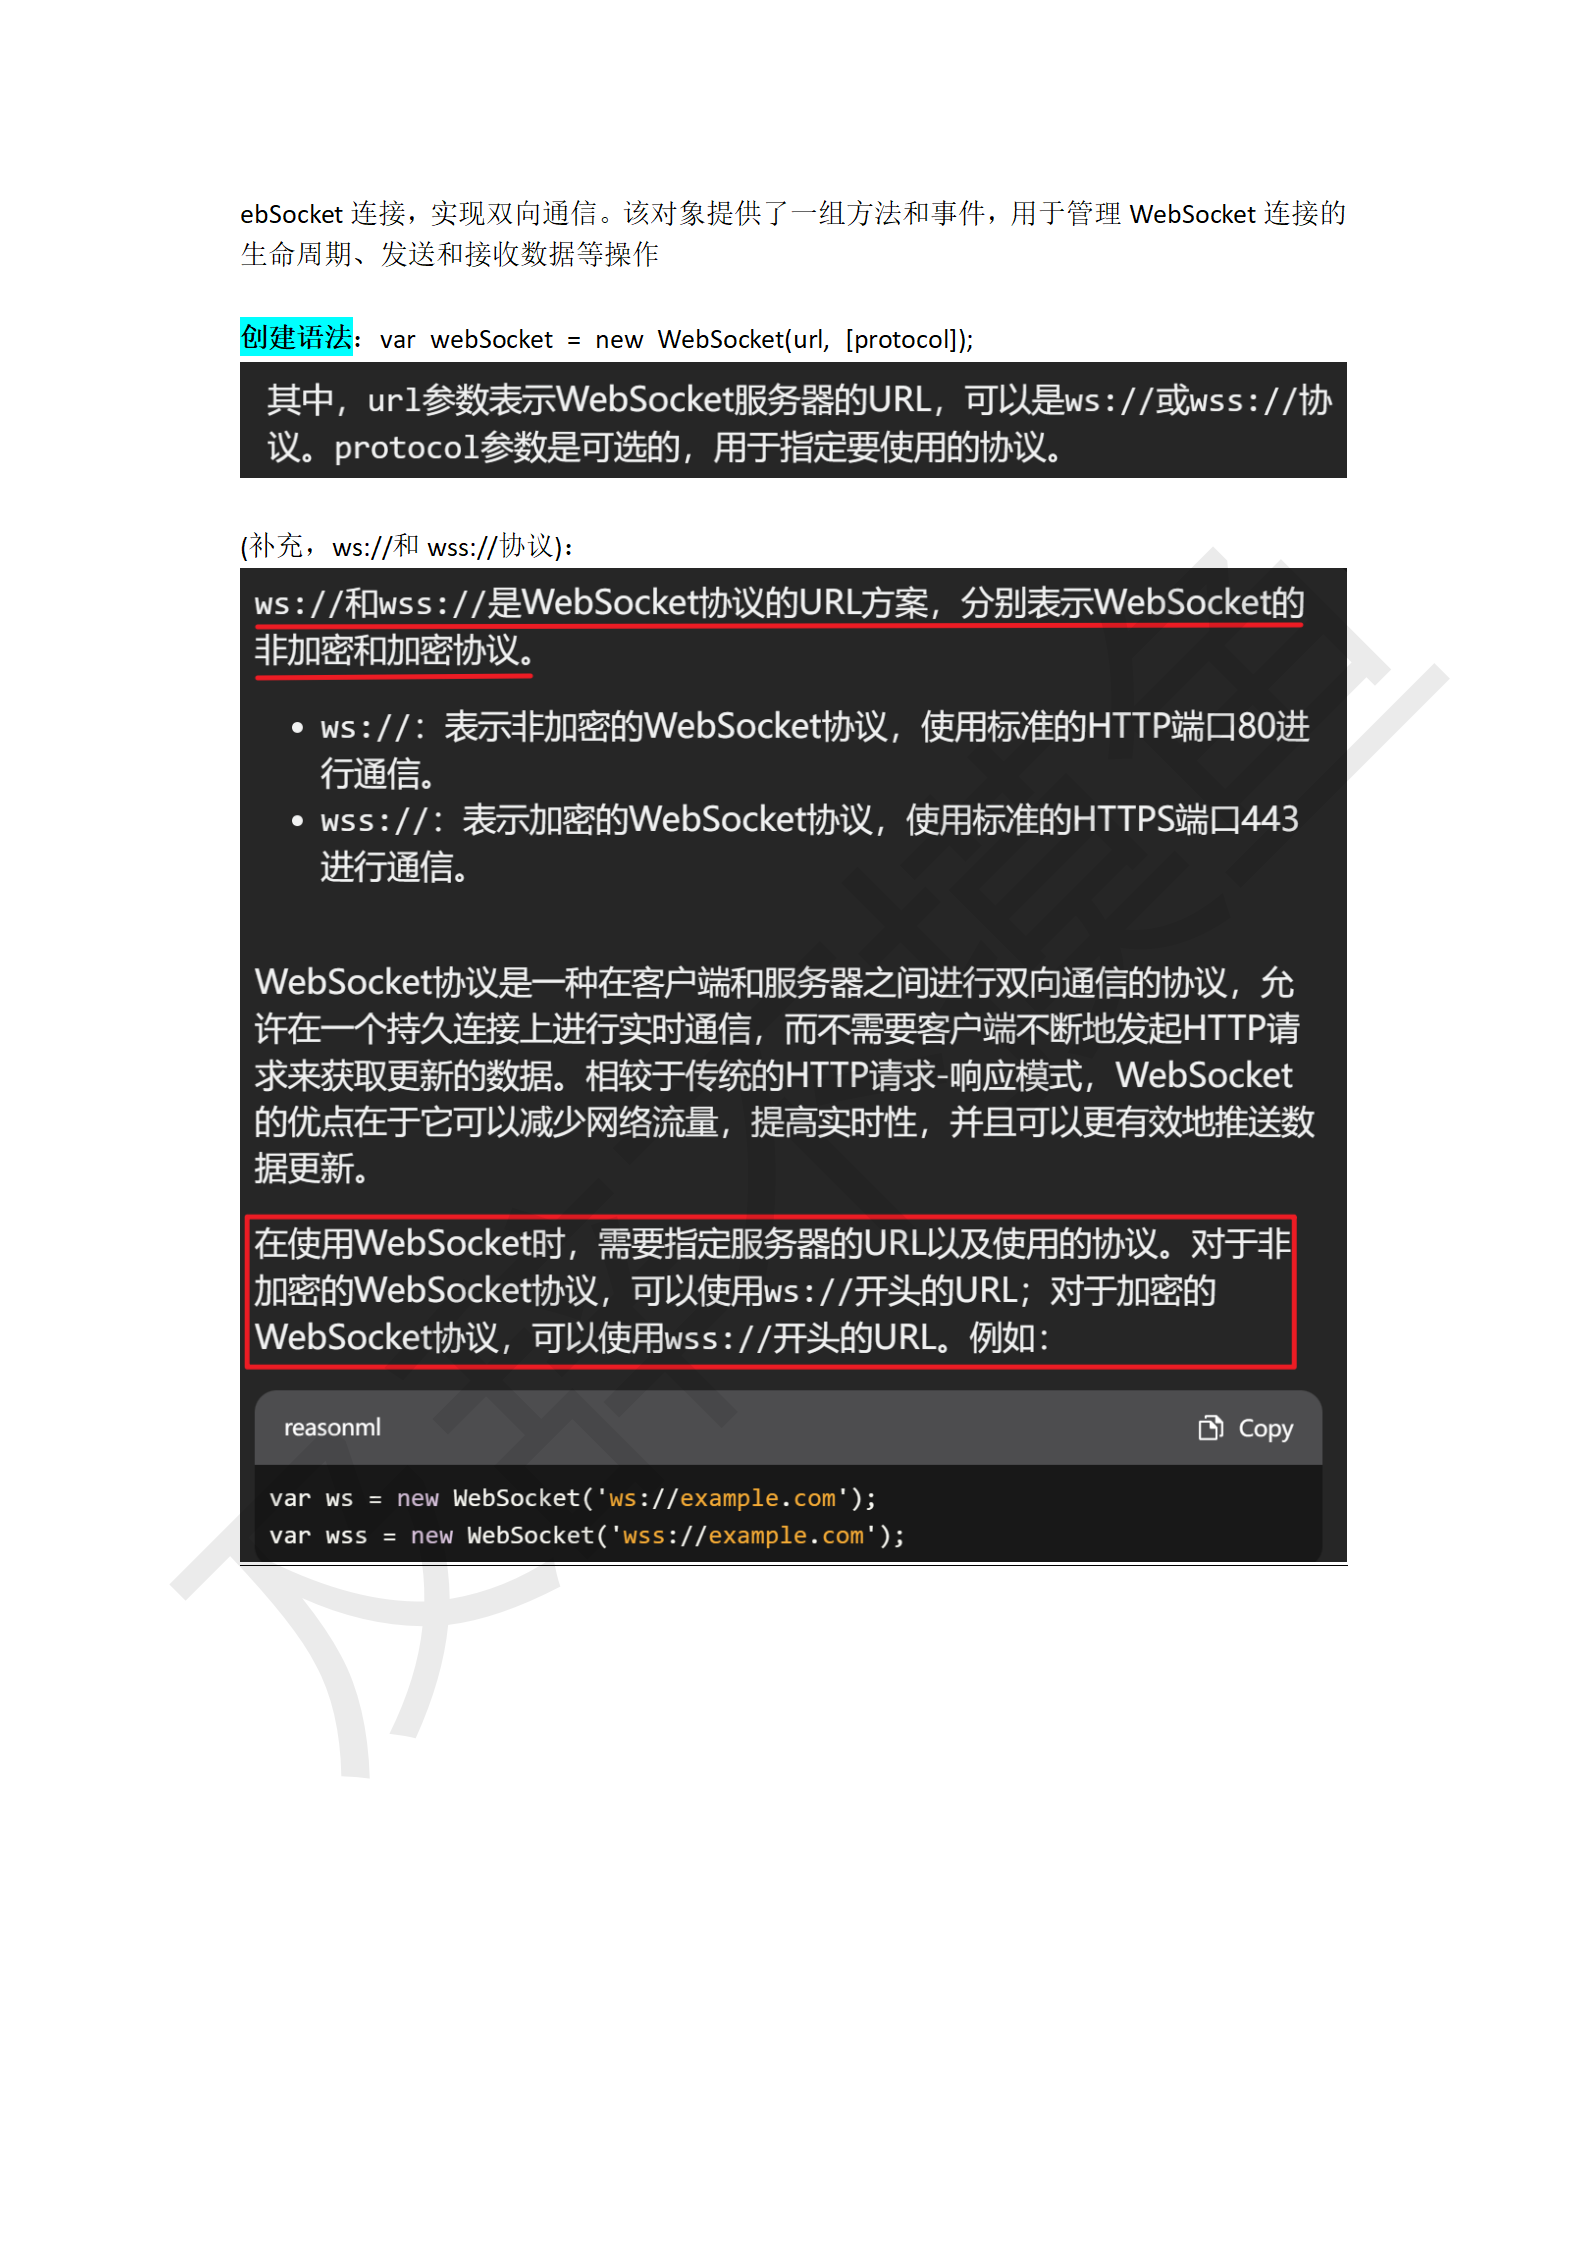 ebSocket 连接，实现双向通信。该对象提供了一组方法和事件，用于管理 WebSocket 连接的
生命周期、发送和接收数据等操作
创建语法：var webSocket = new WebSocket(url, [protocol]);
其中，url参数表示WebSocket服务器的URL，可以是ws://或wss://协
议。protocol参数是可选的，用于指定要使用的协议。
(补充，ws://和 wss://协议)：
ws://和wss://是WebSocket协议的URL方案，分别表示WebSocket的
非加密和加密协议。
• ws://：表示非加密的WebSocket协议，使用标准的HTTP端口80进
行通信。
• wss://：表示加密的WebSocket协议，使用标准的HTTPS端口443
进行通信。
WebSocket协议是一种在客户端和服务器之间进行双向通信的协议，允
许在一个持久连接上进行实时通信，而不需要客户端不断地发起HTTP请
求来获取更新的数据。相较于传统的HTTP请求-响应模式，WebSocket
的优点在于它可以减少网络流量，提高实时性，并且可以更有效地推送数
据更新。
在使用WebSocket时，需要指定服务器的URL以及使用的协议。对于非
加密的WebSocket协议，可以使用ws://开头的URL；对于加密的
WebSocket协议，可以使用wss://开头的URL。例如：
reasonml
Copy
var ws = new WebSocket('ws://example.com');
var wss = new WebSocket('wss://example.com');